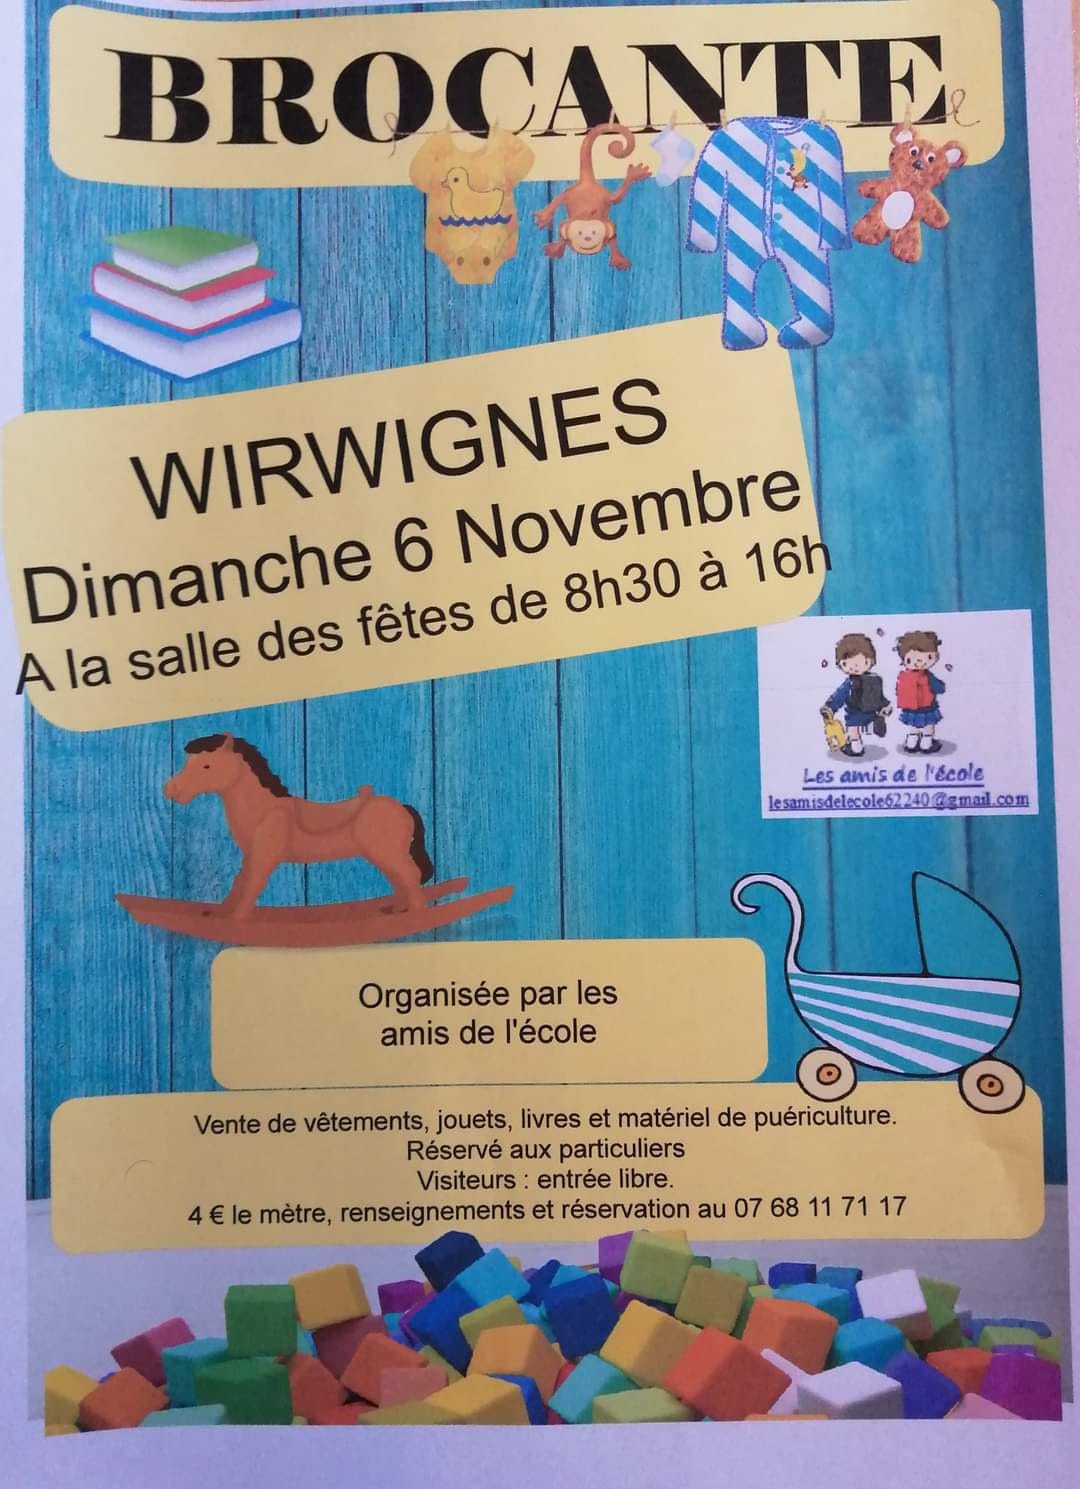 BROCANTE
WIRWIGNES
Dimanche 6 Novembre
A la salle des fêtes de 8h30 à 16h
Les amis de l'école
lesamisdelecole62240@gmail.com
Organisée par les
amis de l'école
Vente de vêtements, jouets, livres et matériel de puériculture.
Réservé aux particuliers
Visiteurs : entrée libre.
4 € le mètre, renseignements et réservation au 07 68 11 71 17